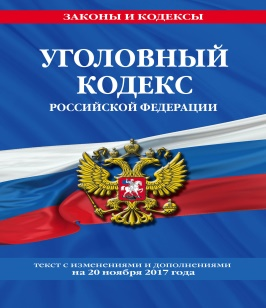 ЗАКОНЫ И КОДЕКСЫ
УГОЛОВНЫЙ
КОДЕКС
РОССИЙСКОЙ ФЕДЕРАЦИИ
ТЕКСТ С ИЗМЕНЕНИЯМИ И ДОПОЛНЕНИЯМИ
на 20 ноября 2017 года